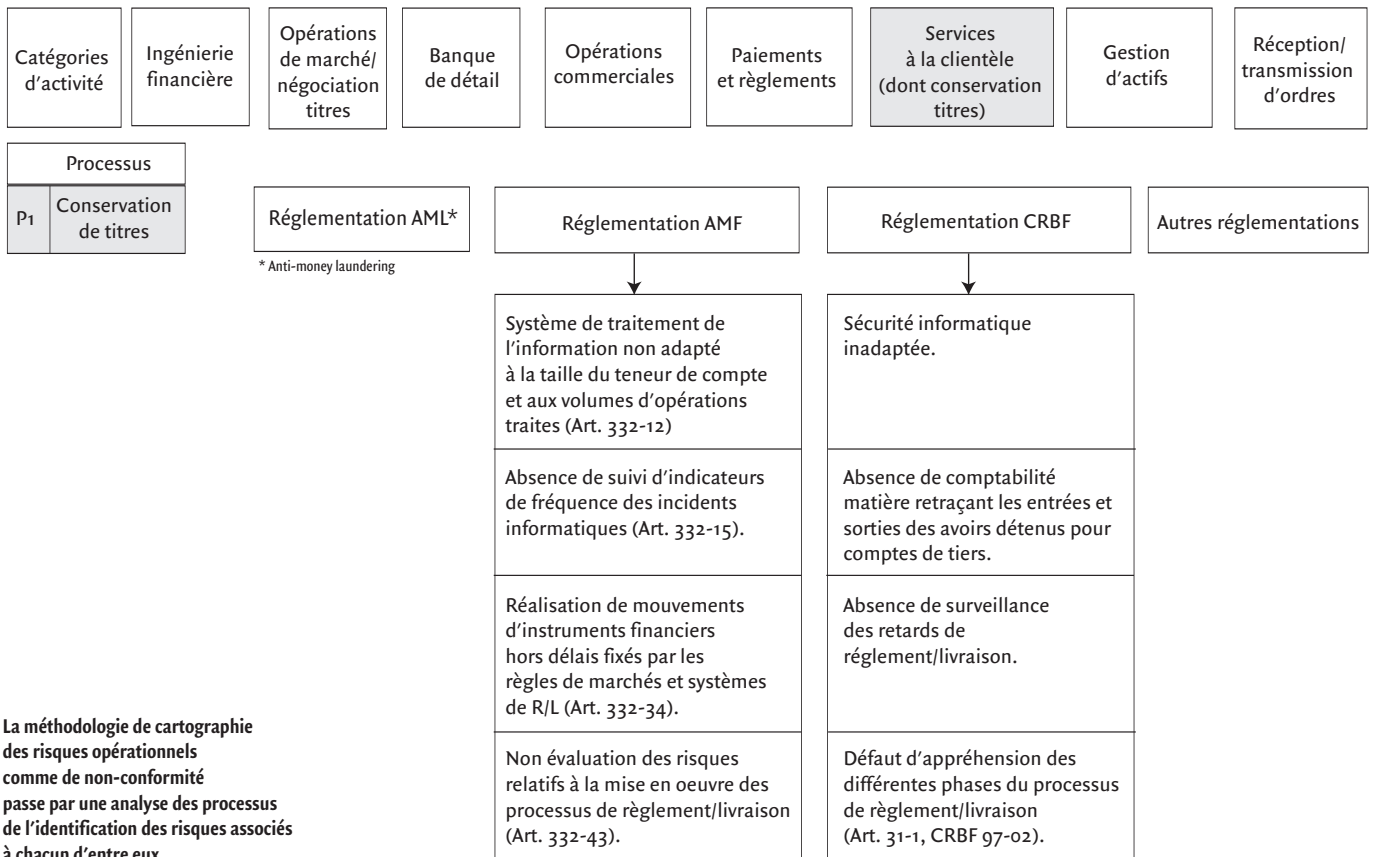 Catégories
d'activité
Ingénierie
financière
Opérations
de marché/
négociation
titres
Banque
de détail
Opérations
commerciales
Paiements
et règlements
Services
à la clientèle
(dont conservation
titres)
Gestion
d'actifs
Réception/
transmission
d'ordres
Processus
P1
Conservation
de titres
Réglementation AML*
* Anti-money laundering
Réglementation AMF
Réglementation CRBF
Autres réglementations
Système de traitement de
l'information non adapté
à la taille du teneur de compte
et aux volumes d'opérations
traites (Art. 332-12)
Sécurité informatique
inadaptée.
Absence de suivi d'indicateurs
de fréquence des incidents
informatiques (Art. 332-15).
Absence de comptabilité
matière retraçant les entrées et
sorties des avoirs détenus pour
comptes de tiers.
Réalisation de mouvements
d'instruments financiers
hors délais fixés par les
règles de marchés et systèmes
de R/L (Art. 332-34).
Absence de surveillance
des retards de
réglement/livraison.
Non évaluation des risques
relatifs à la mise en oeuvre des
processus de règlement/livraison
(Art. 332-43).
Défaut d'appréhension des
différentes phases du processus
de règlement/livraison
(Art. 31-1, CRBF 97-02).
La méthodologie de cartographie
des risques opérationnels
comme de non-conformité
passe par une analyse des processus
de l'identification des risques associés
à chacun d'entre eux